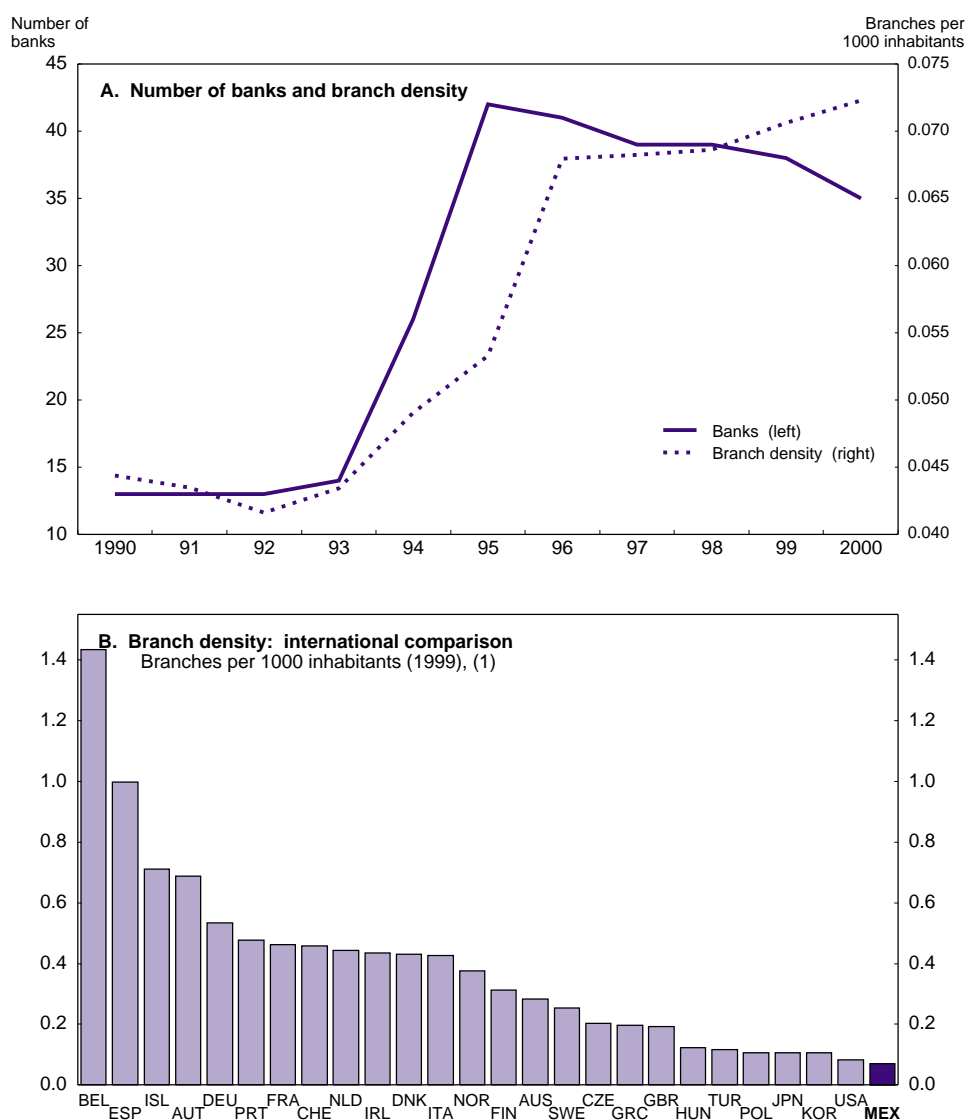 Number of
banks
Branches per
1000 inhabitants
A. Number of banks and branch density
45
40
35
30
25
20
15
10
0.075
0.070
0.065
0.060
0.055
0.050
0.045
0.040
Banks (left)
Branch density (right)
1990 91 92 93 94 95 96 97 98 99 2000
B. Branch density: international comparison
Branches per 1000 inhabitants (1999), (1)
1.4
1.2
1.0
0.8
0.6
0.4
0.2
0.0
1.4
1.2
1.0
0.8
0.6
0.4
0.2
0.0
BEL ISL DEU FRA NLD DNK NOR AUS CZE GBR TUR JPN USA
ESP AUT PRT CHE IRL ITA FIN SWE GRC HUN POL KOR MEX